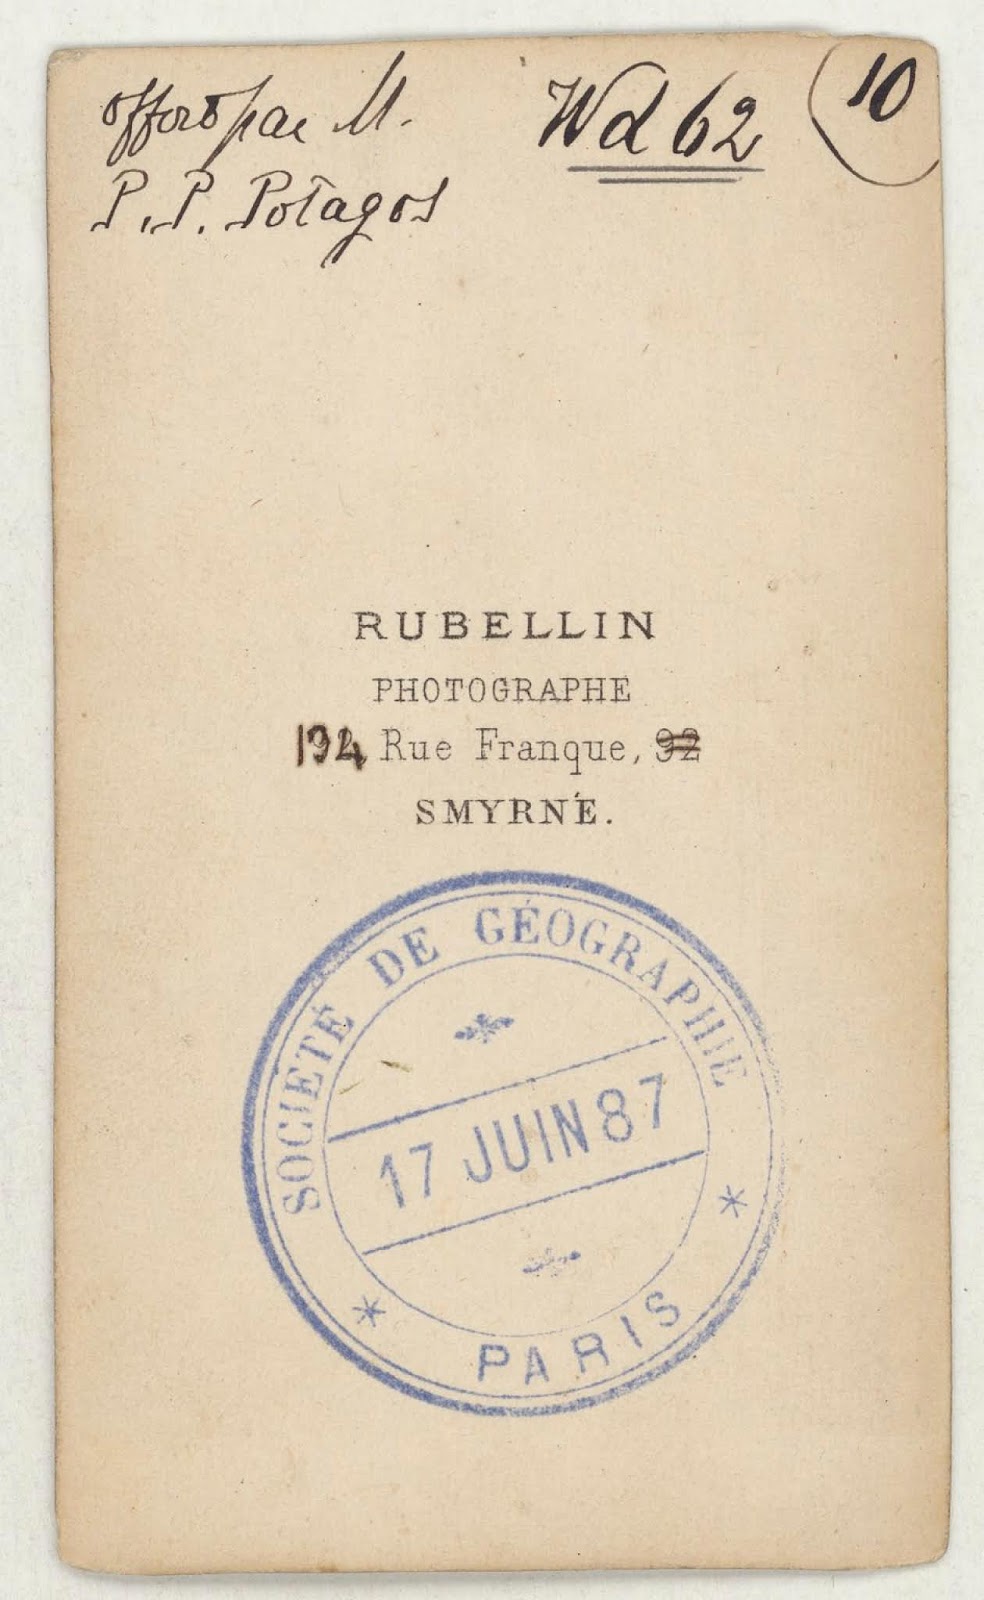 offert par M. Wd 62 10
P. P. Potagos
RUBELLIN
PHOTOGRAPHE
194 Rue Franque, 92
SMYRNE.
SOCIÉTÉ DE GÉOGRAPHIE
17 JUIN 87
* PARIS *